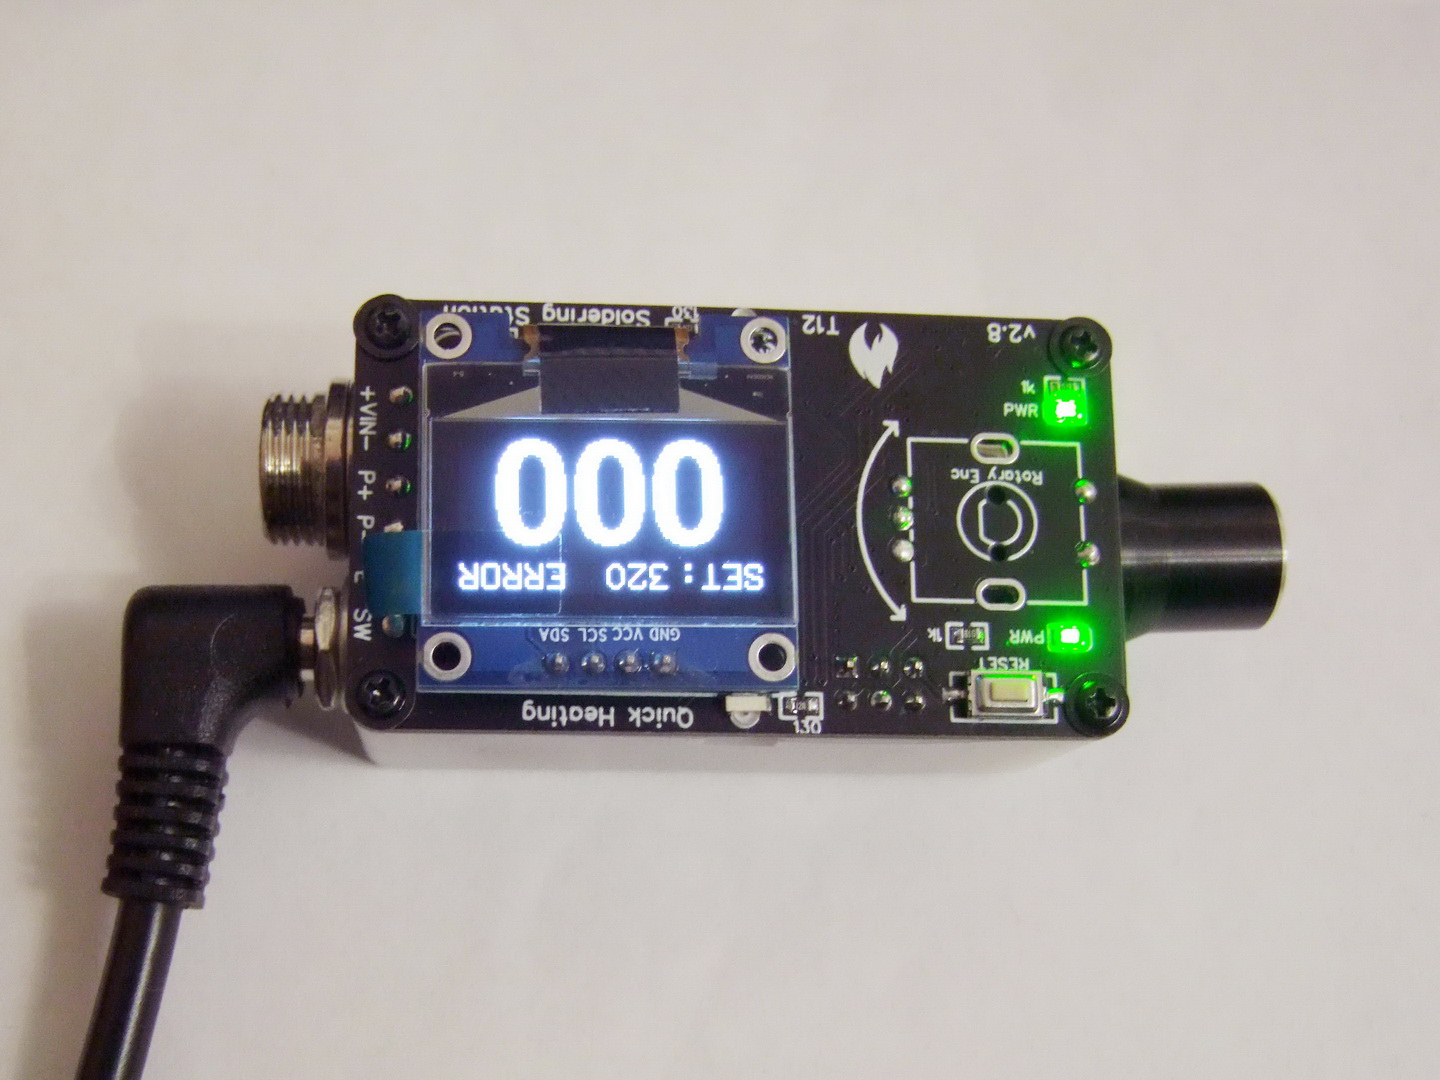 Quick Heating
QSL
RESET
PWR
1k
GND VCC SCL SDA
SET: 320 ERROR
000
SW
P+
+VIN-
Rotary Enc
PWR
v2.8
T12
Soldering Station